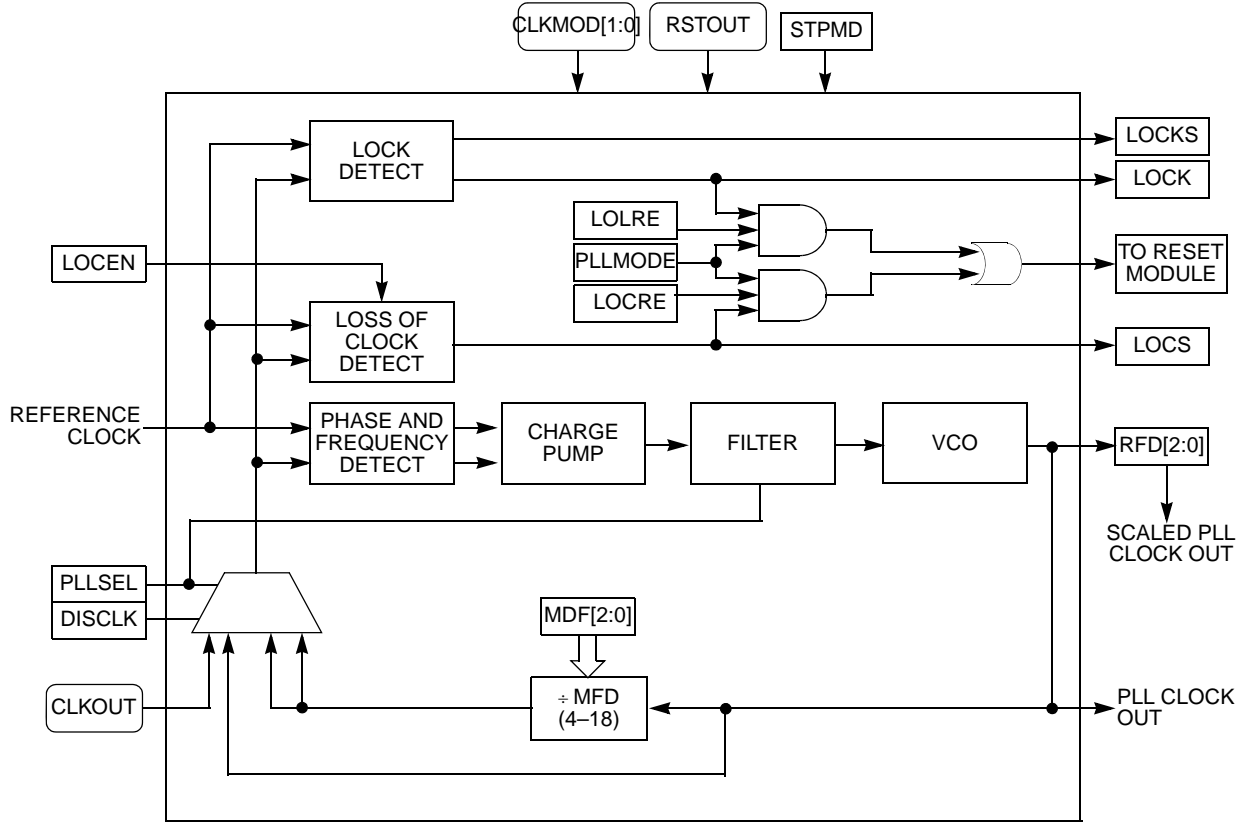 CLKMOD[1:0]
RSTOUT
STPMD
LOCK
DETECT
LOCKS
LOCK
LOLRE
PLLMODE
LOCRE
TO RESET
MODULE
LOCEN
LOSS OF
CLOCK
DETECT
LOCS
REFERENCE
CLOCK
PHASE AND
FREQUENCY
DETECT
CHARGE
PUMP
FILTER
VCO
RFD[2:0]
SCALED PLL
CLOCK OUT
PLLSEL
DISCLK
MDF[2:0]
CLKOUT
÷ MFD
(4–18)
PLL CLOCK
OUT